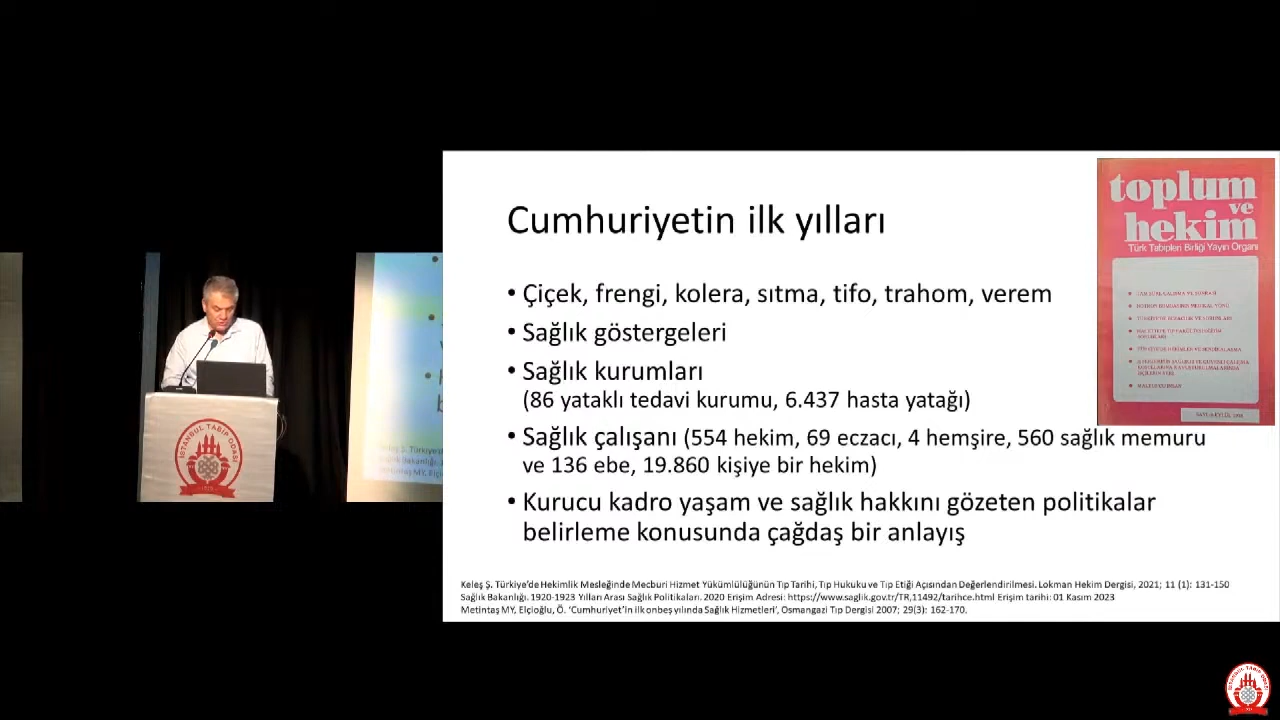 Cumhuriyetin ilk yılları
• Çiçek, frengi, kolera, sıtma, tifo, trahom, verem
• Sağlık göstergeleri
• Sağlık kurumları
(86 yataklı tedavi kurumu, 6.437 hasta yatağı)
• Sağlık çalışanı (554 hekim, 69 eczacı, 4 hemşire, 560 sağlık memuru
ve 136 ebe, 19.860 kişiye bir hekim)
• Kurucu kadro yaşam ve sağlık hakkını gözeten politikalar
belirleme konusunda çağdaş bir anlayış
Keleş Ş. Türkiye'de Hekimlik Mesleğinde Mecburi Hizmet Yükümlülüğünün Tıp Tarihi, Tıp Hukuku ve Tıp Etiği Açısından Değerlendirilmesi. Lokman Hekim Dergisi, 2021; 11 (1): 131-150
Sağlık Bakanlığı. 1920-1923 Yılları Arası Sağlık Politikaları. 2020 Erişim Adresi: https://www.saglik.gov.tr/TR,11492/tarihce.html Erişim tarihi: 01 Kasım 2023
Metintaş MY, Elçioğlu, Ö. 'Cumhuriyet'in ilk onbeş yılında Sağlık Hizmetleri', Osmangazi Tıp Dergisi 2007; 29(3): 162-170.
toplum
ve
hekim
Türk Tabipleri Birliği Yayın Organı
İSTANBUL TABİP ODASI